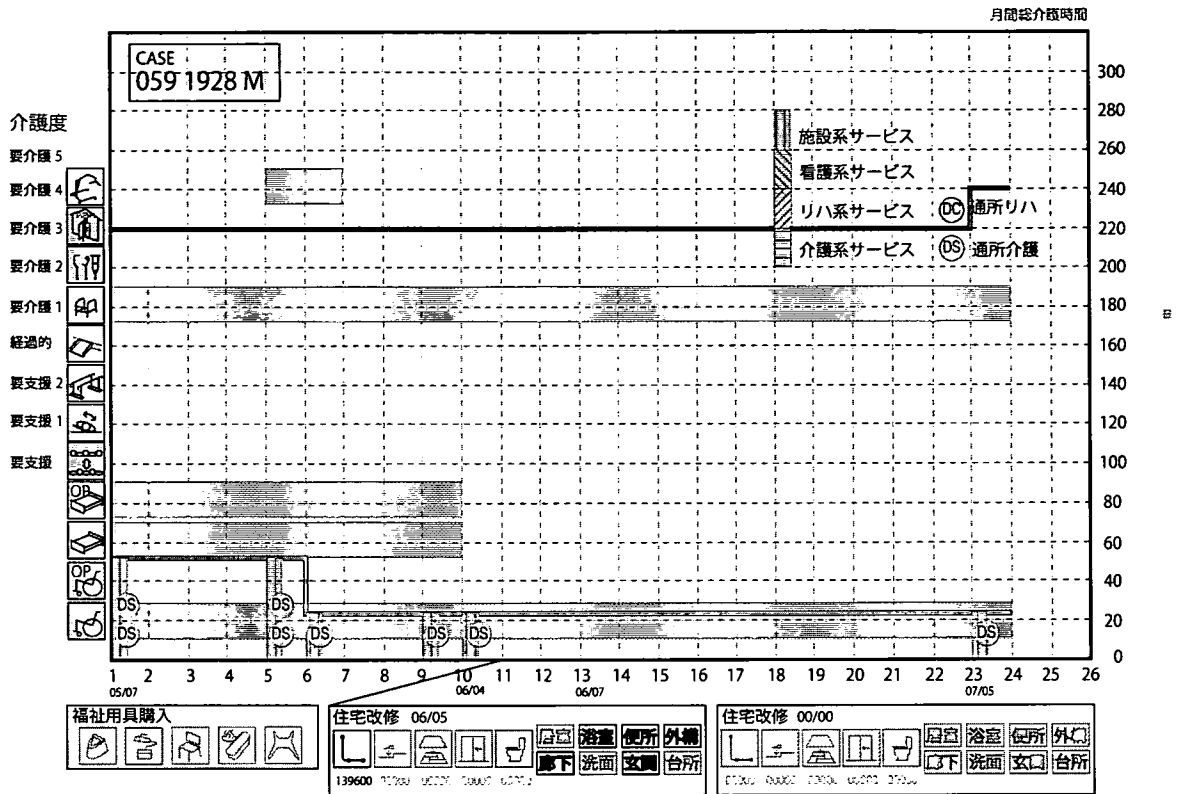 月間総介護時間
CASE
059 1928 M
介護度
要介護 5
要介護 4
要介護 3
要介護 2
要介護 1
経過的
要支援 2
要支援 1
要支援
OP
OP
施設系サービス
看護系サービス
リハ系サービス
DC 通所リハ
介護系サービス
DS 通所介護
300
280
260
240
220
200
180
160
140
120
100
80
60
40
20
0
DS DS
DS DS DS DS DS DS
1 2 3 4 5 6 7 8 9 10 11 12 13 14 15 16 17 18 19 20 21 22 23 24 25 26
05/07 06/04 06/07 07/05
福祉用具購入
住宅改修 06/05
居室 浴室 便所 外構
廊下 洗面 玄関 台所
139600
住宅改修 00/00
居室 浴室 便所 外構
廊下 洗面 玄関 台所